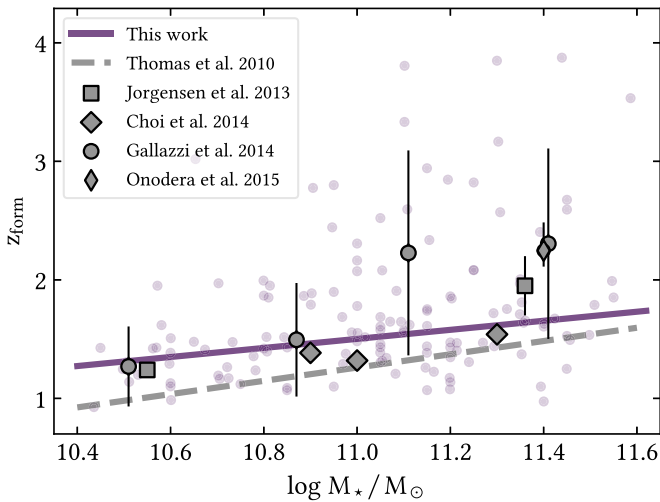 This work
Thomas et al. 2010
Jorgensen et al. 2013
Choi et al. 2014
Gallazzi et al. 2014
Onodera et al. 2015
4
3
2
1
z_form
10.4 10.6 10.8 11.0 11.2 11.4 11.6
log M⋆/M⊙